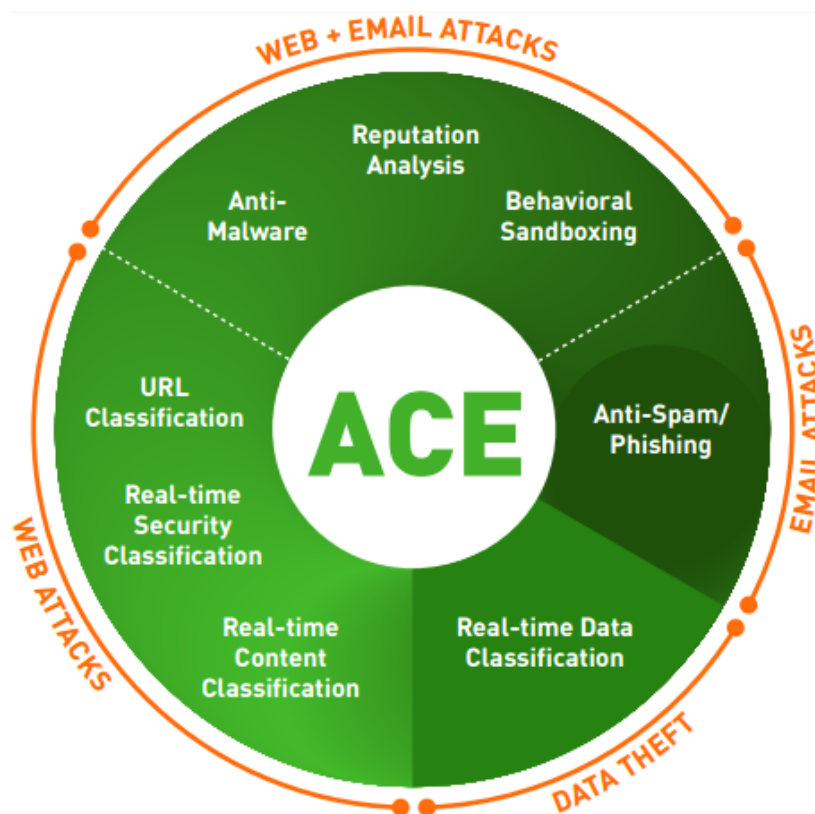 WEB + EMAIL ATTACKS
Reputation
Analysis
Anti-
Malware
Behavioral
Sandboxing
URL
Classification
ACE
Anti-Spam/
Phishing
EMAIL ATTACKS
Real-time
Security
Classification
WEB ATTACKS
Real-time
Content
Classification
Real-time Data
Classification
DATA THEFT